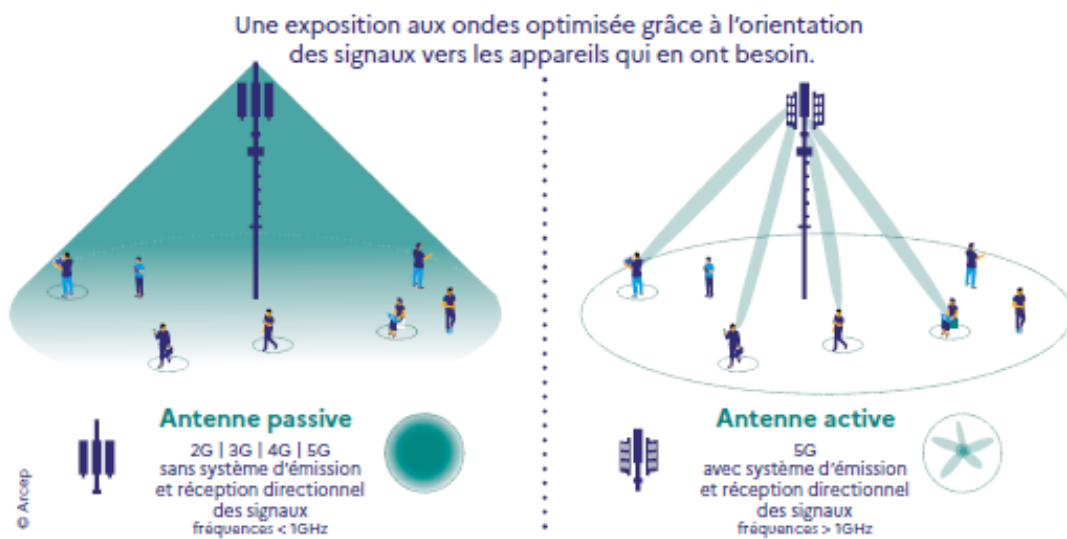 Une exposition aux ondes optimisée grâce à l'orientation
des signaux vers les appareils qui en ont besoin.
Antenne passive
2G | 3G | 4G | 5G
sans système d'émission
et réception directionnel
des signaux
fréquences < 1GHz
Antenne active
5G
avec système d'émission
et réception directionnel
des signaux
fréquences > 1GHz
© Arcep